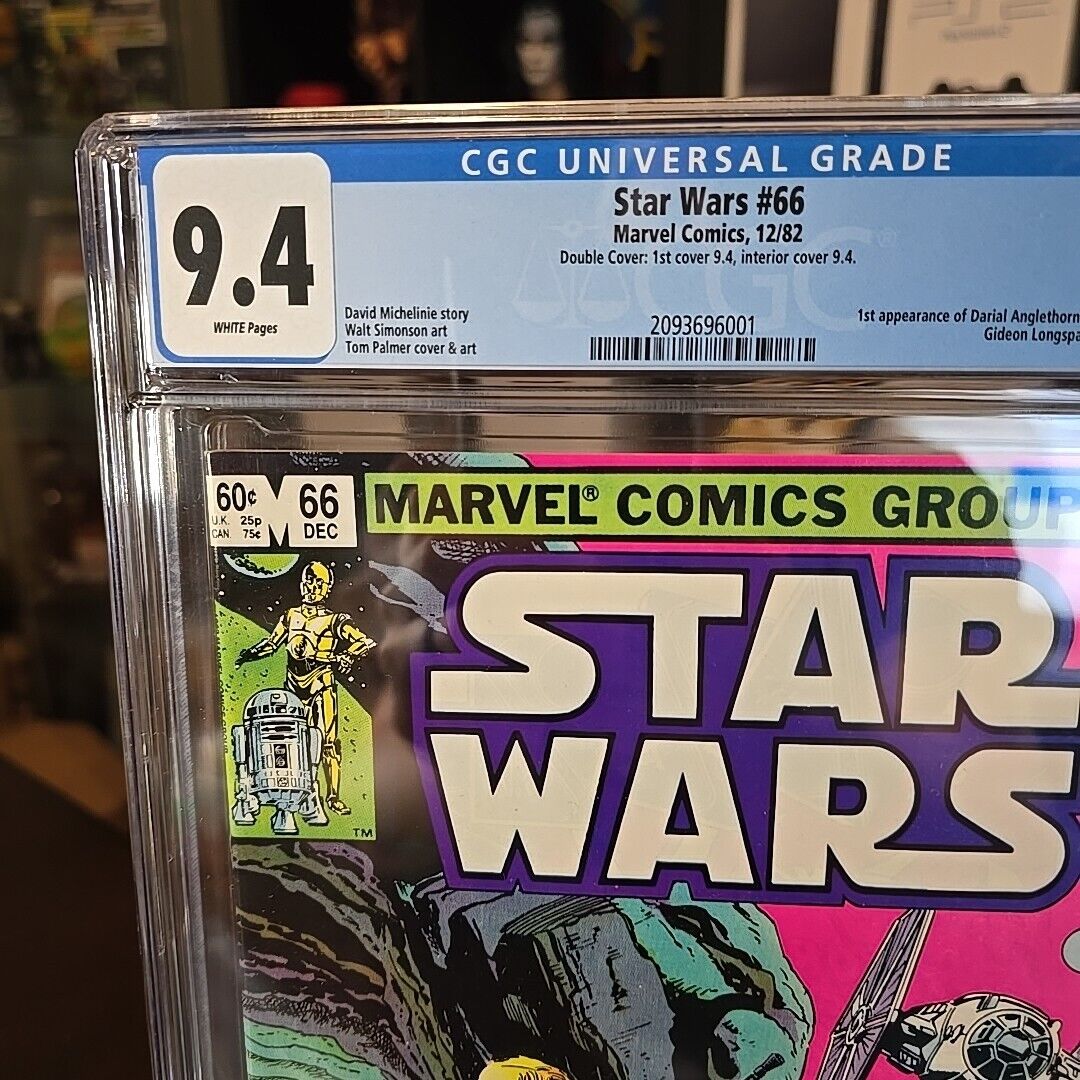 CGC UNIVERSAL GRADE
9.4
WHITE Pages
Star Wars #66
Marvel Comics, 12/82
Double Cover: 1st cover 9.4, interior cover 9.4.
David Michelinie story
Walt Simonson art
Tom Palmer cover & art
CGC
2093696001
1st appearance of Darial Anglethorn
Gideon Longspa
60¢
U.K. 25p
CAN. 75¢
M
66
DEC
MARVEL® COMICS GROUP
STAR
WARS
TM